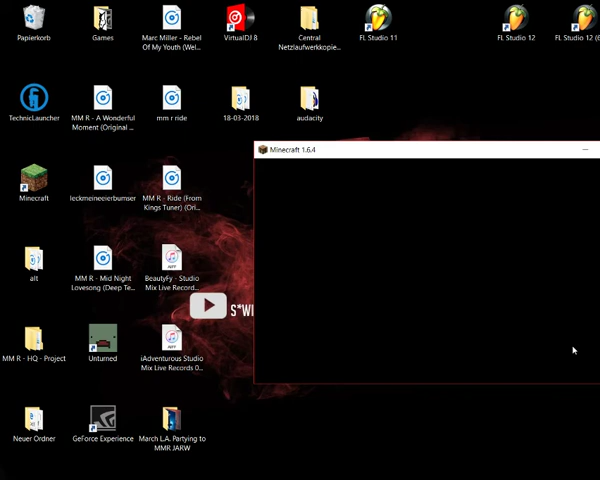 Papierkorb
Games
Marc Miller - Rebel
Of My Youth (Wel...
VirtualDJ 8
Central
Netzlaufwerkkopie...
FL Studio 11
FL Studio 12
FL Studio 12 (6
TechnicLauncher
MM R - A Wonderful
Moment (Original ...
mm r ride
18-03-2018
audacity
Minecraft 1.6.4
Minecraft
leckmeineeierbumser
MM R - Ride (From
Kings Tuner) (Ori...
alt
MM R - Mid Night
Lovesong (Deep Te...
AIFF
BeautyFy - Studio
Mix Live Record...
S*WI
MM R - HQ - Project
Unturned
AIFF
iAdventurous Studio
Mix Live Records 0...
Neuer Ordner
GeForce Experience
March L.A. Partying to
MMR JARW